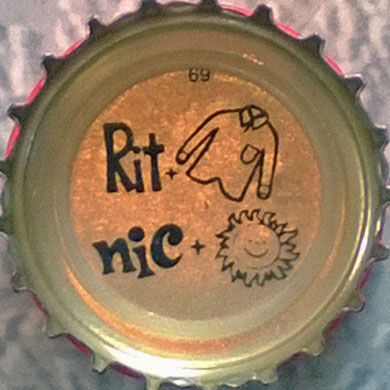 69
Rit +
nic +